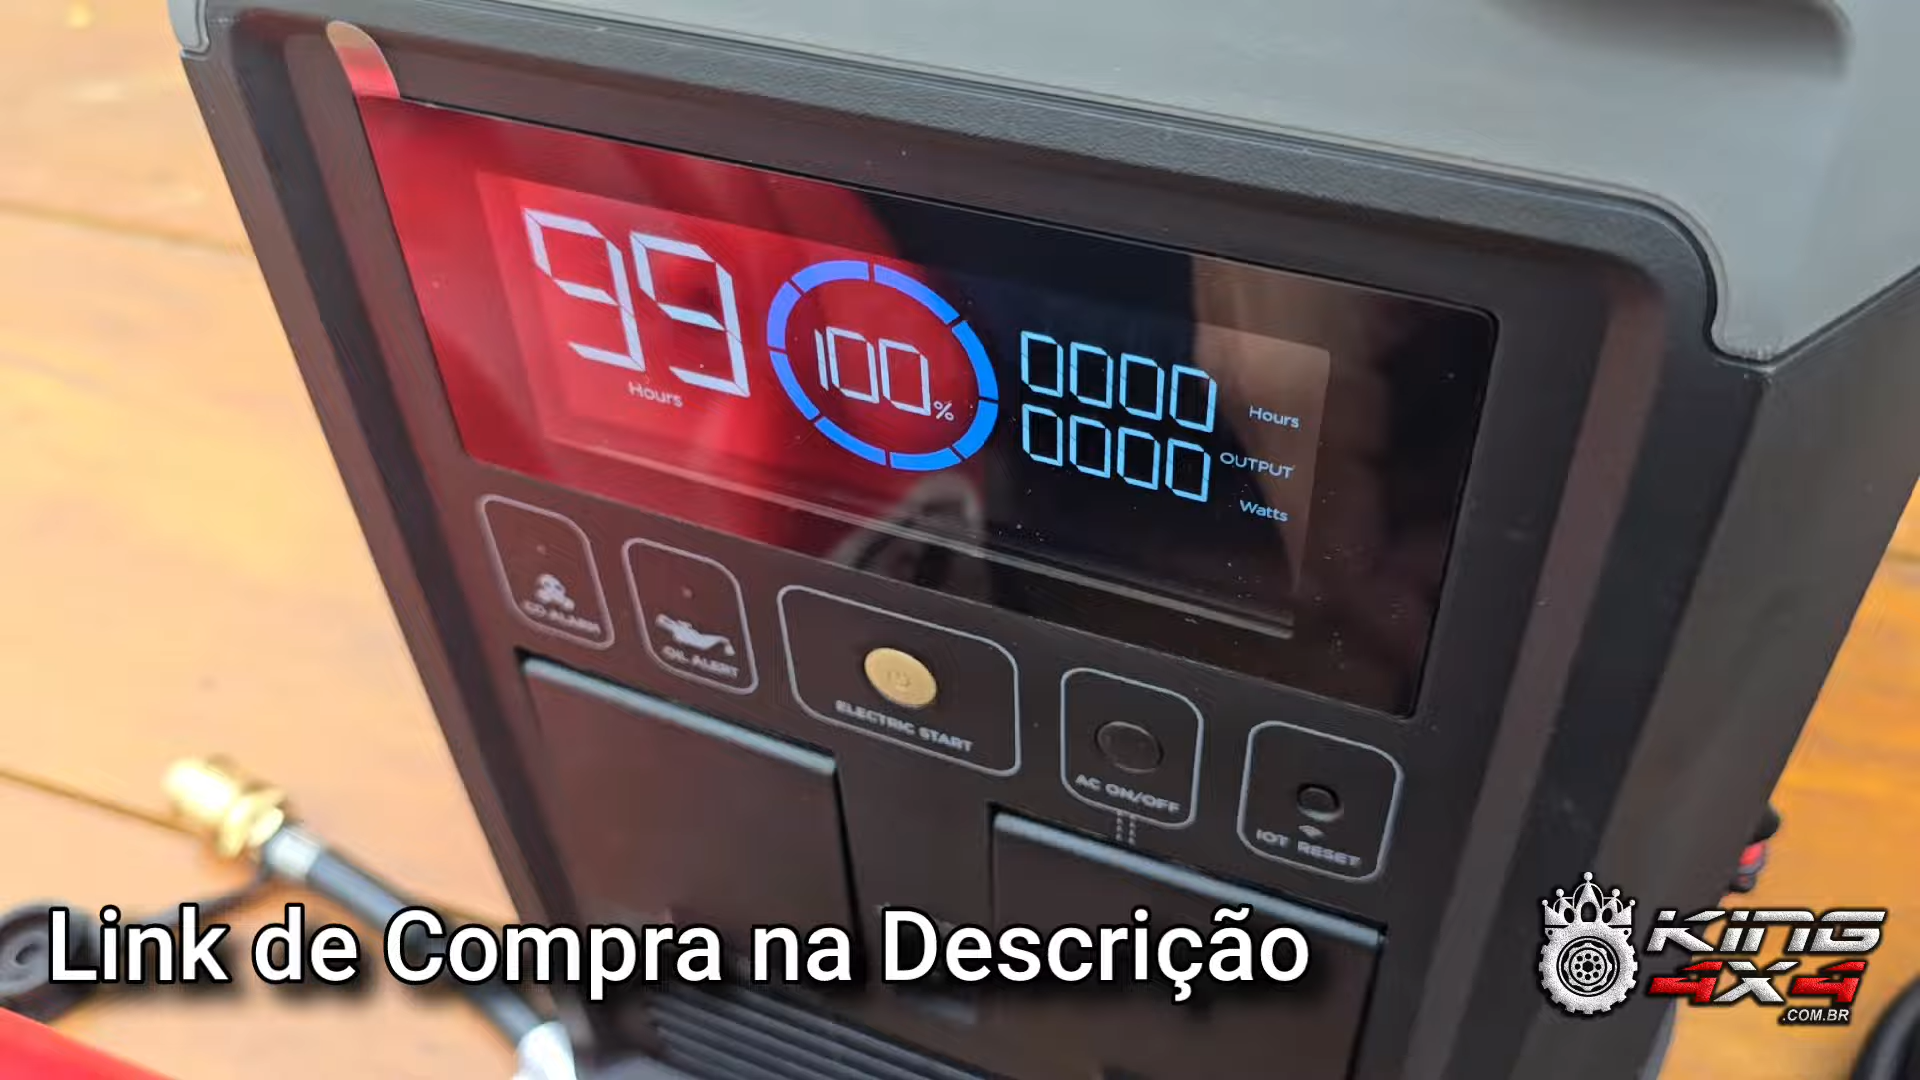 99
Hours
100%
0000
Hours
0000
OUTPUT
Watts
CO ALARM
OIL ALERT
ELECTRIC START
AC ON/OFF
IOT RESET
Link de Compra na Descrição
KING
4X4
.COM.BR